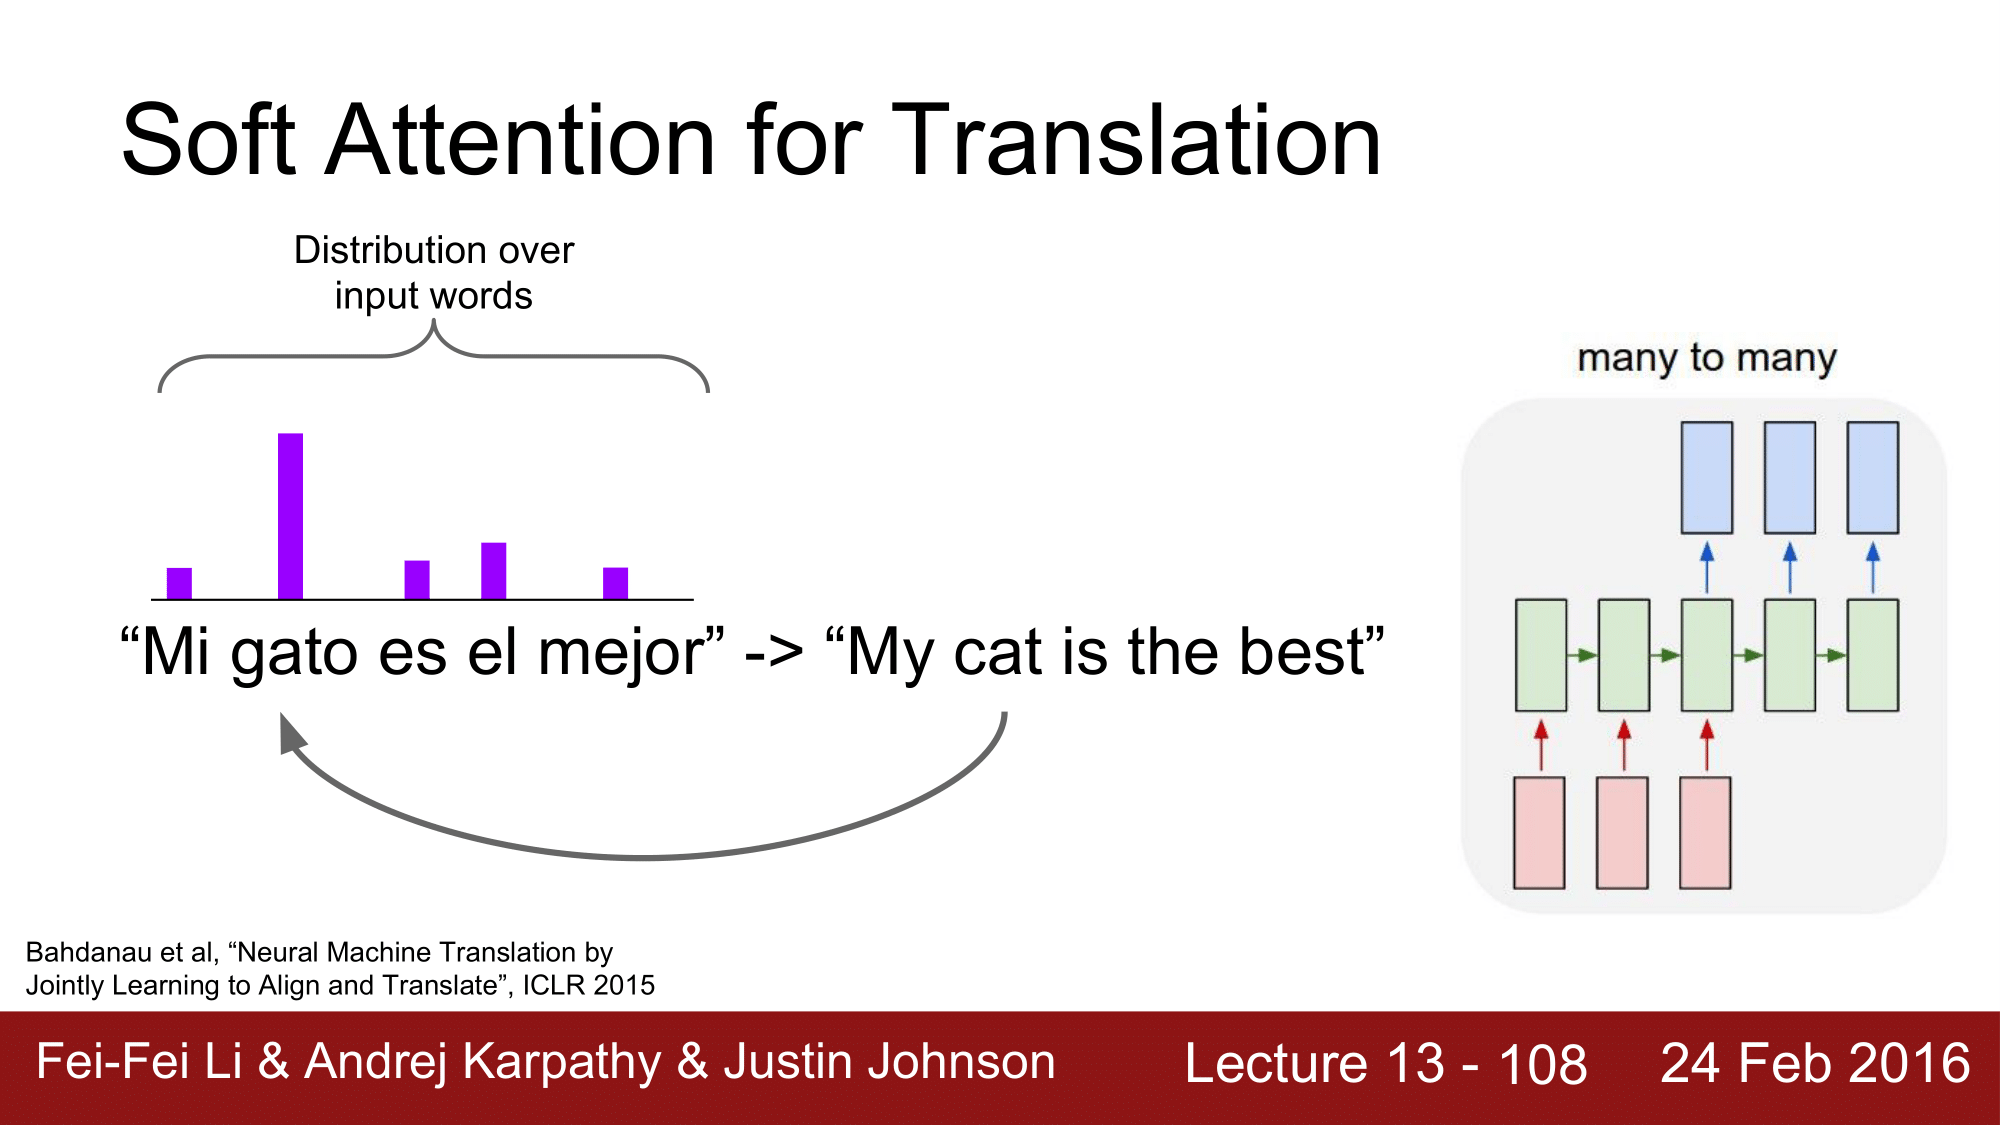 Soft Attention for Translation
Distribution over
input words
many to many
“Mi gato es el mejor” -> “My cat is the best”
Bahdanau et al, “Neural Machine Translation by
Jointly Learning to Align and Translate”, ICLR 2015
Fei-Fei Li & Andrej Karpathy & Justin Johnson
Lecture 13 - 108
24 Feb 2016